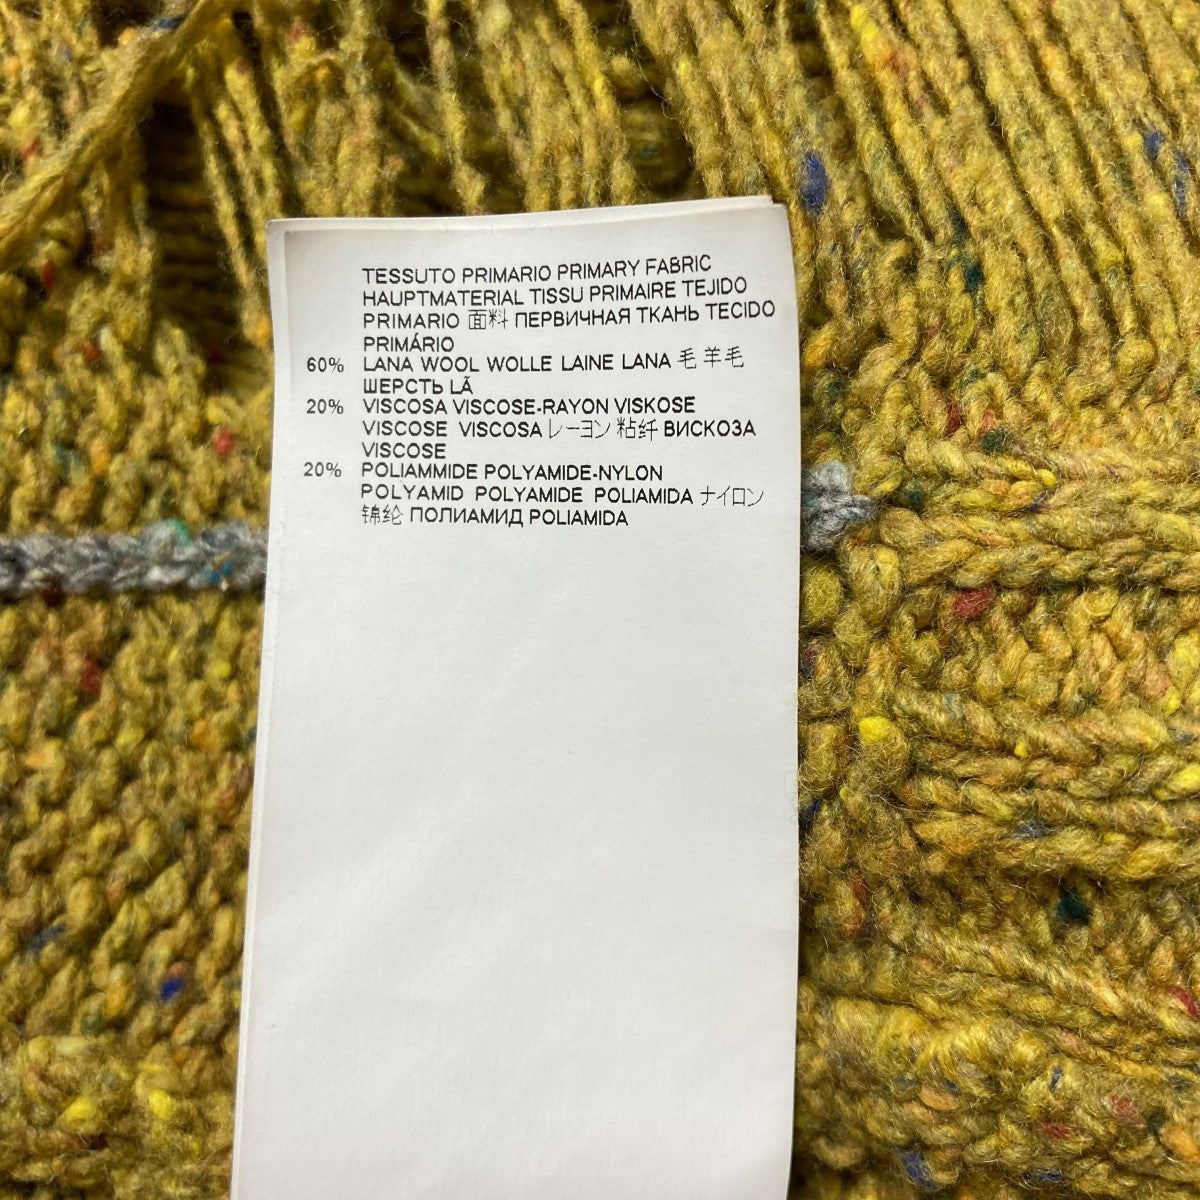 TESSUTO PRIMARIO PRIMARY FABRIC
HAUPTMATERIAL TISSU PRIMAIRE TEJIDO
PRIMARIO 面料 ПЕРВИЧНАЯ ТКАНЬ TECIDO
PRIMÁRIO
60% LANA WOOL WOLLE LAINE LANA 毛 羊毛
ШЕРСТЬ LÃ
20% VISCOSA VISCOSE-RAYON VISKOSE
VISCOSE VISCOSA レーヨン 粘纤 ВИСКОЗА
VISCOSE
20% POLIAMMIDE POLYAMIDE-NYLON
POLYAMID POLYAMIDE POLIAMIDA ナイロン
锦纶 ПОЛИАМИД POLIAMIDA